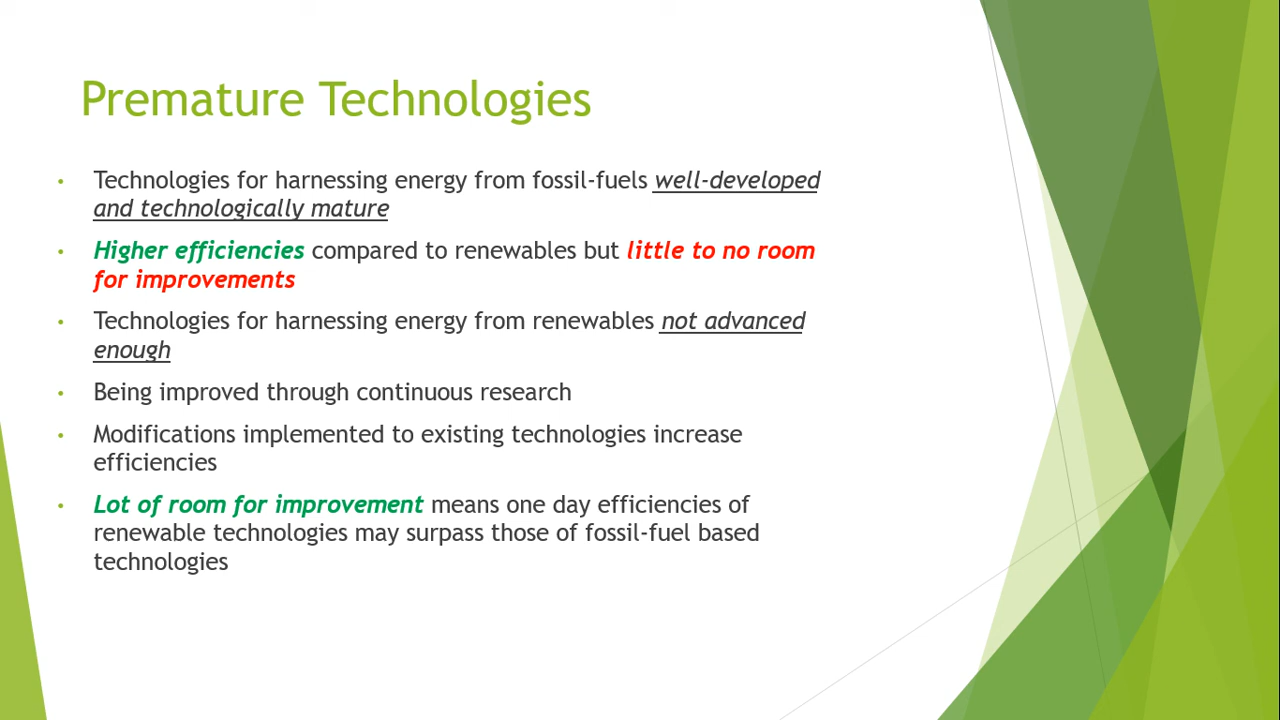 Premature Technologies
• Technologies for harnessing energy from fossil-fuels well-developed
and technologically mature
• Higher efficiencies compared to renewables but little to no room
for improvements
• Technologies for harnessing energy from renewables not advanced
enough
• Being improved through continuous research
• Modifications implemented to existing technologies increase
efficiencies
• Lot of room for improvement means one day efficiencies of
renewable technologies may surpass those of fossil-fuel based
technologies